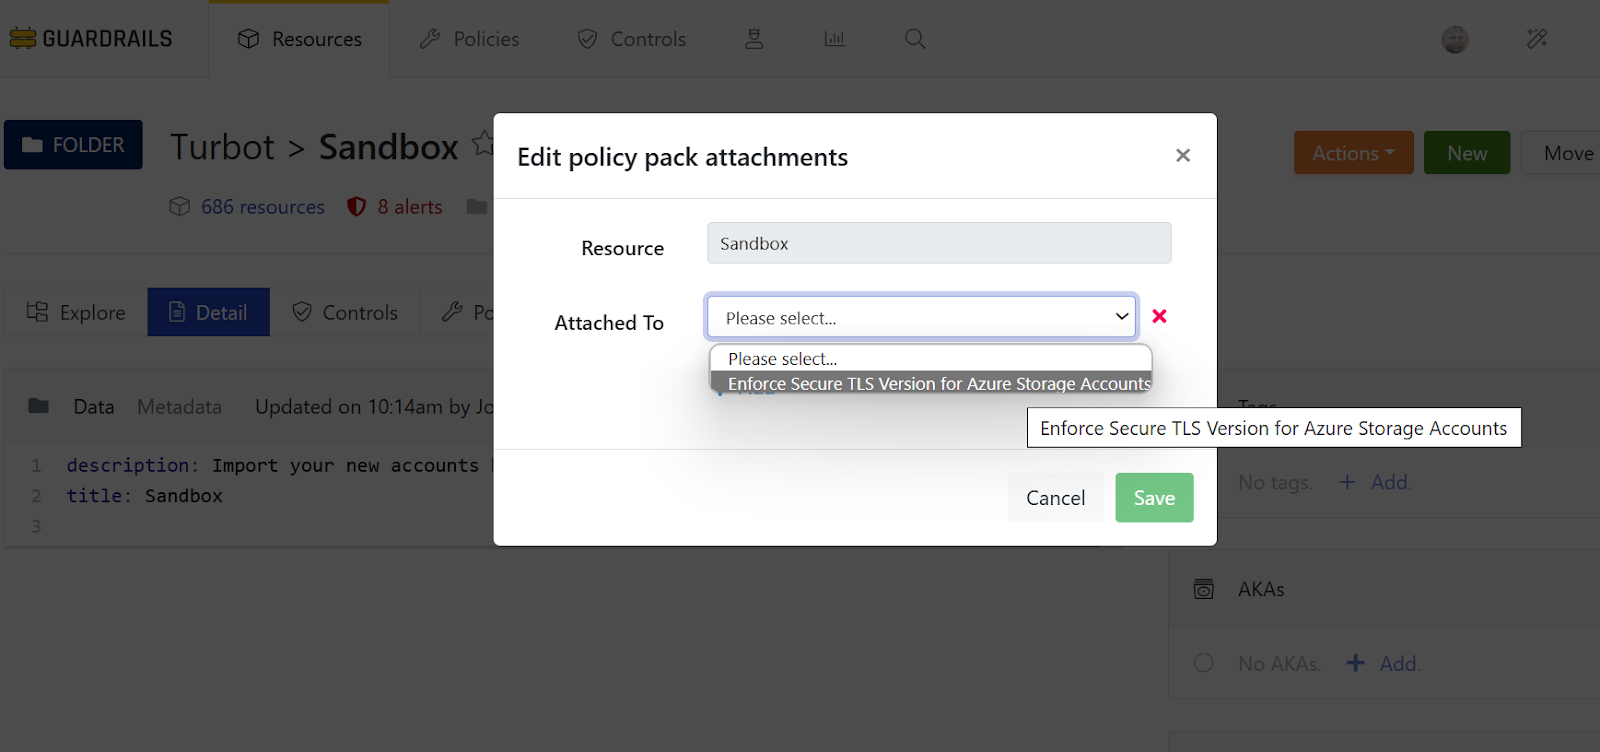 GUARDRAILS
Resources
Policies
Controls
FOLDER
Turbot > Sandbox
Actions
New
Move
686 resources
8 alerts
Edit policy pack attachments
Resource
Sandbox
Attached To
Please select...
Please select...
Enforce Secure TLS Version for Azure Storage Accounts
Enforce Secure TLS Version for Azure Storage Accounts
Cancel
Save
Explore
Detail
Controls
Po
Data
Metadata
Updated on 10:14am by Jo
1 description: Import your new accounts
2 title: Sandbox
3
Tags
No tags.
+ Add.
AKAs
No AKAs.
+ Add.